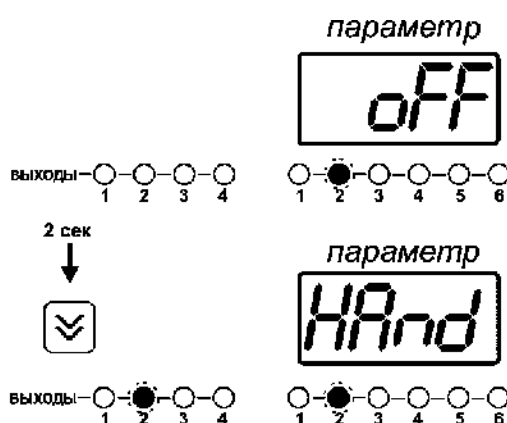 параметр
oFF
выходы 1 2 3 4 1 2 3 4 5 6
2 сек
параметр
HAnd
выходы 1 2 3 4 1 2 3 4 5 6